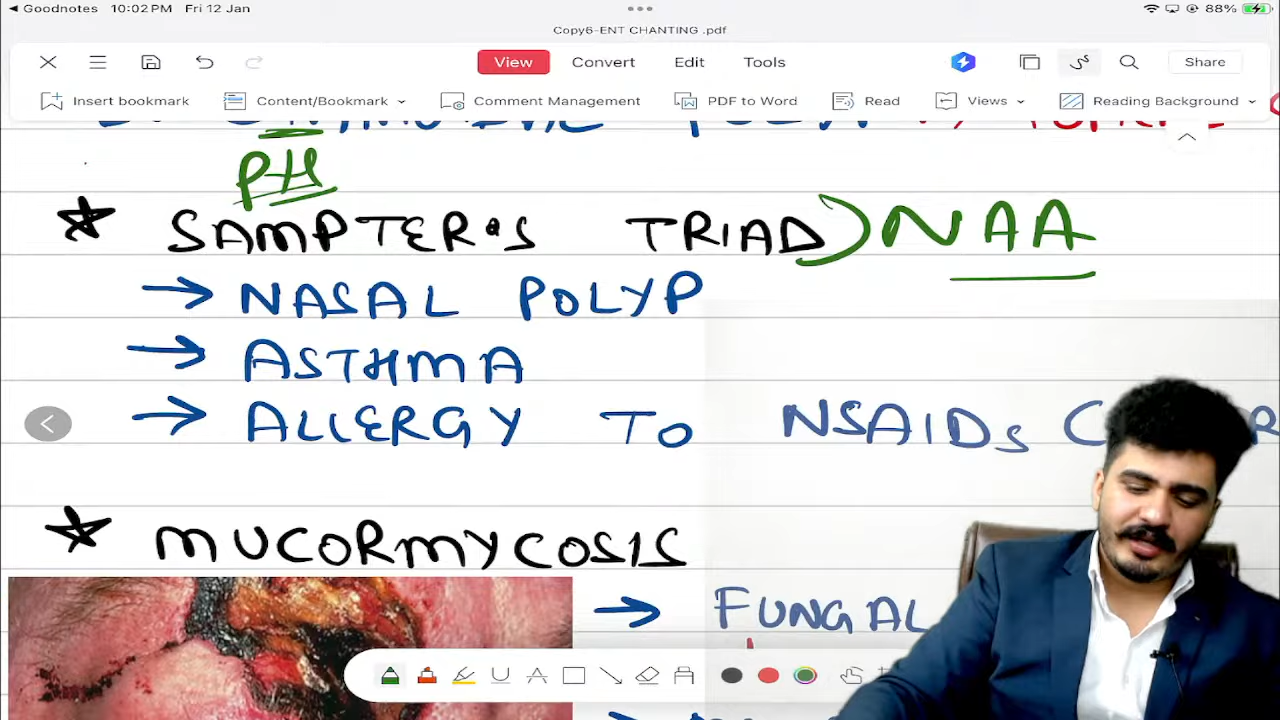 Goodnotes 10:02 PM Fri 12 Jan 88%
Copy6-ENT CHANTING .pdf
View Convert Edit Tools Share
Insert bookmark Content/Bookmark Comment Management PDF to Word Read Views Reading Background
PH
SAMPTER'S TRIAD NAA
→ NASAL POLYP
→ ASTHMA
→ ALLERGY TO NSAIDs
MUCORMYCOSIS
→ FUNGAL